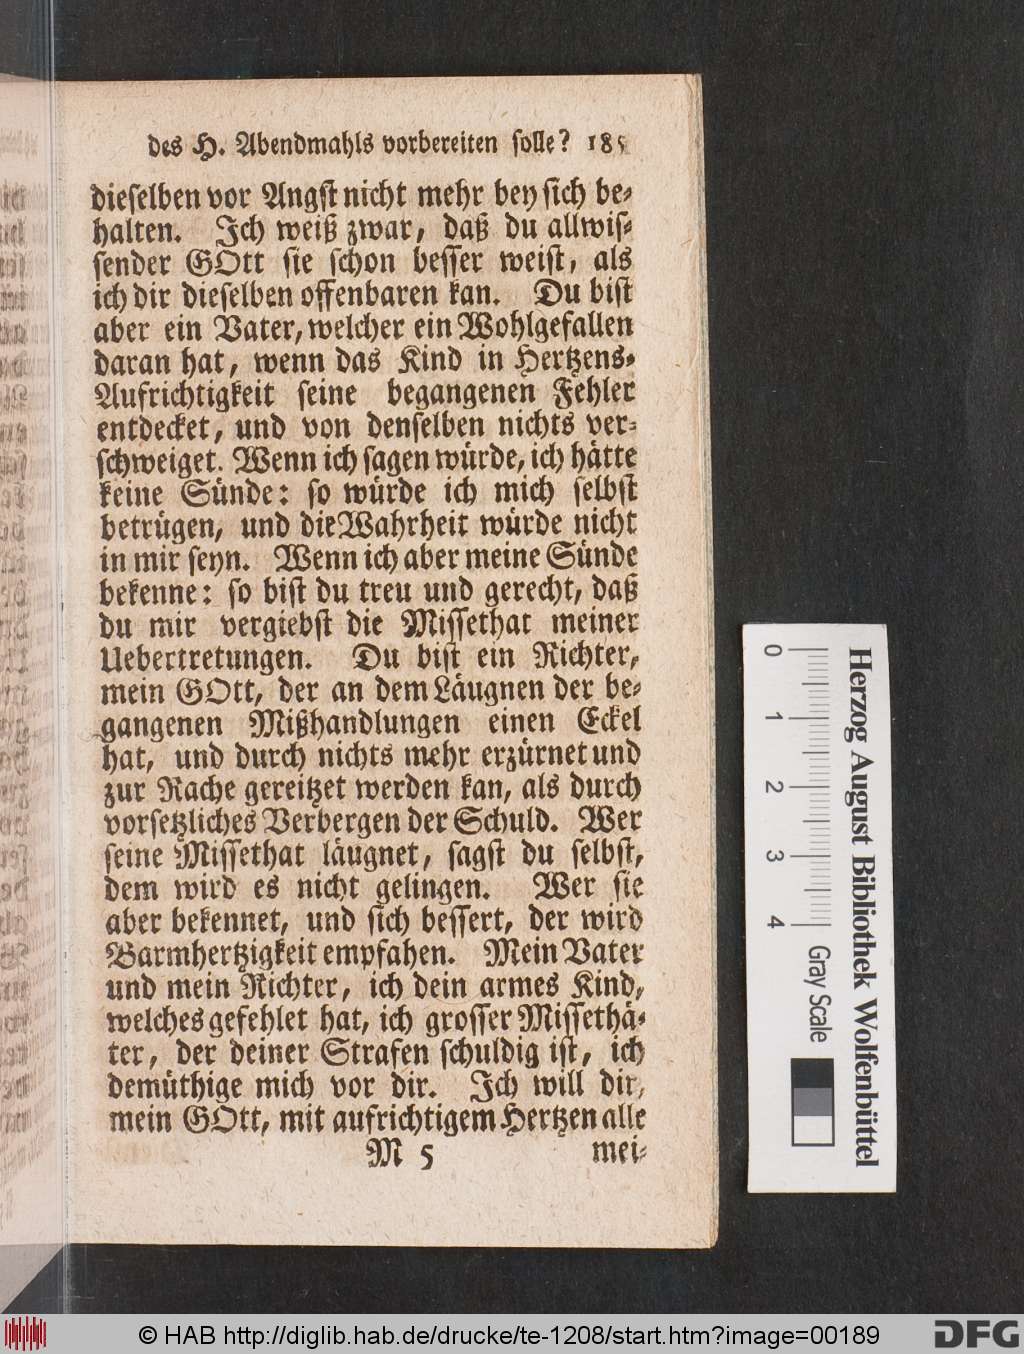 des H. Abendmahls vorbereiten solle? 185
dieselben vor Angst nicht mehr bey sich be-
halten. Ich weiß zwar, daß du allwis-
sender GOtt sie schon besser weist, als
ich dir dieselben offenbaren kan. Du bist
aber ein Vater, welcher ein Wohlgefallen
daran hat, wenn das Kind in Hertzens-
Aufrichtigkeit seine begangenen Fehler
entdecket, und von denselben nichts ver-
schweiget. Wenn ich sagen würde, ich hätte
keine Sünde: so würde ich mich selbst
betrügen, und die Wahrheit würde nicht
in mir seyn. Wenn ich aber meine Sünde
bekenne: so bist du treu und gerecht, daß
du mir vergiebst die Missethat meiner
Uebertretungen. Du bist ein Richter,
mein GOtt, der an dem Läugnen der be-
gangenen Mißhandlungen einen Eckel
hat, und durch nichts mehr erzürnet und
zur Rache gereitzet werden kan, als durch
vorsetzliches Verbergen der Schuld. Wer
seine Missethat läugnet, sagst du selbst,
dem wird es nicht gelingen. Wer sie
aber bekennet, und sich bessert, der wird
Barmhertzigkeit empfahen. Mein Vater
und mein Richter, ich dein armes Kind,
welches gefehlet hat, ich grosser Missethä-
ter, der deiner Strafen schuldig ist, ich
demüthige mich vor dir. Ich will dir,
mein GOtt, mit aufrichtigem Hertzen alle
M 5 mei-
0 1 2 3 4 Gray Scale
Herzog August Bibliothek Wolfenbüttel
© HAB http://diglib.hab.de/drucke/te-1208/start.htm?image=00189
DFG